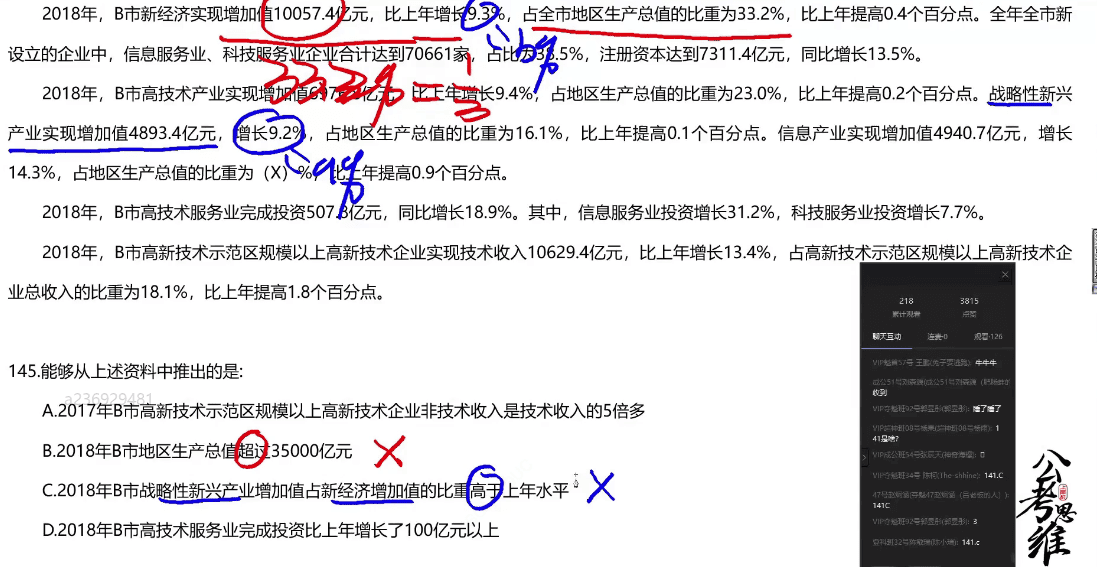 2018年，B市新经济实现增加值10057.4亿元，比上年增长9.3%，占全市地区生产总值的比重为33.2%，比上年提高0.4个百分点。全年全市新
设立的企业中，信息服务业、科技服务业企业合计达到70661家，占比为38.5%，注册资本达到7311.4亿元，同比增长13.5%。
b%
333%=1/3
2018年，B市高技术产业实现增加值亿元，比上年增长9.4%，占地区生产总值的比重为23.0%，比上年提高0.2个百分点。战略性新兴
产业实现增加值4893.4亿元，增长9.2%，占地区生产总值的比重为16.1%，比上年提高0.1个百分点。信息产业实现增加值4940.7亿元，增长
14.3%，占地区生产总值的比重为（X）%，比上年提高0.9个百分点。
a%
2018年，B市高技术服务业完成投资507.8亿元，同比增长18.9%。其中，信息服务业投资增长31.2%，科技服务业投资增长7.7%。
2018年，B市高新技术示范区规模以上高新技术企业实现技术收入10629.4亿元，比上年增长13.4%，占高新技术示范区规模以上高新技术企
业总收入的比重为18.1%，比上年提高1.8个百分点。
145.能够从上述资料中推出的是:
a236929481
A.2017年B市高新技术示范区规模以上高新技术企业非技术收入是技术收入的5倍多
B.2018年B市地区生产总值超过35000亿元
C.2018年B市战略性新兴产业增加值占新经济增加值的比重高于上年水平
D.2018年B市高技术服务业完成投资比上年增长了100亿元以上
218
3815
累计观看
点赞
聊天互动
连麦·0
观看·126
牛牛牛
收到
睡了睡了
1
41是啥?
141.C
141C
3
141.c
公考思维